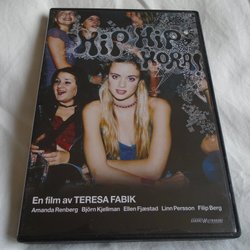 HiP HiP
HORA!
En film av TERESA FABIK
Amanda Renberg Björn Kjellman Ellen Fjæstad Linn Persson Filip Berg